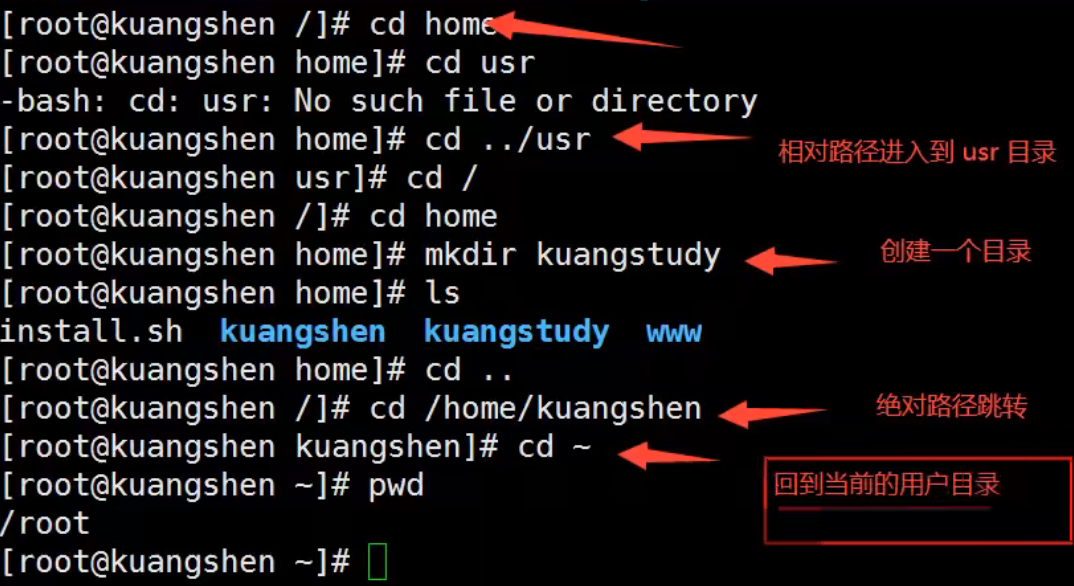 [root@kuangshen /]# cd home
[root@kuangshen home]# cd usr
-bash: cd: usr: No such file or directory
[root@kuangshen home]# cd ../usr
相对路径进入到 usr 目录
[root@kuangshen usr]# cd /
[root@kuangshen /]# cd home
[root@kuangshen home]# mkdir kuangstudy
创建一个目录
[root@kuangshen home]# ls
install.sh  kuangshen  kuangstudy  www
[root@kuangshen home]# cd ..
[root@kuangshen /]# cd /home/kuangshen
绝对路径跳转
[root@kuangshen kuangshen]# cd ~
[root@kuangshen ~]# pwd
回到当前的用户目录
/root
[root@kuangshen ~]#